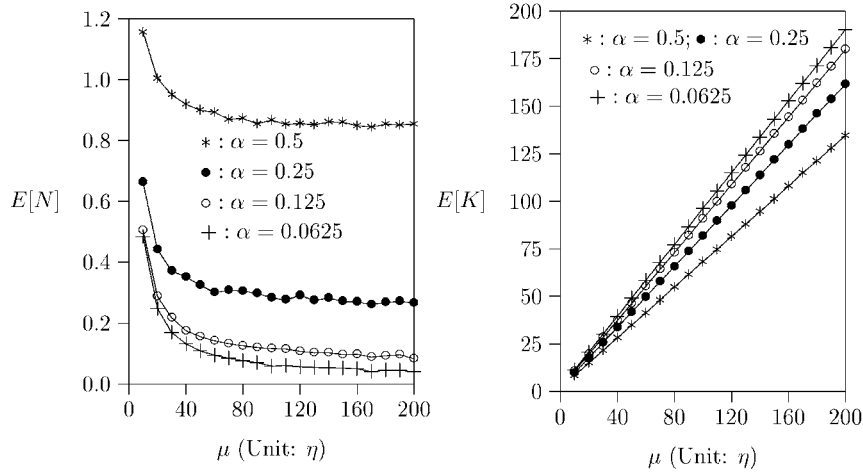 1.2
1.0
0.8
0.6
0.4
0.2
0.0
E[N]
∗ : α = 0.5
● : α = 0.25
○ : α = 0.125
+ : α = 0.0625
0 40 80 120 160 200
μ (Unit: η)
200
175
150
125
100
75
50
25
0
E[K]
∗ : α = 0.5; ● : α = 0.25
○ : α = 0.125
+ : α = 0.0625
0 40 80 120 160 200
μ (Unit: η)